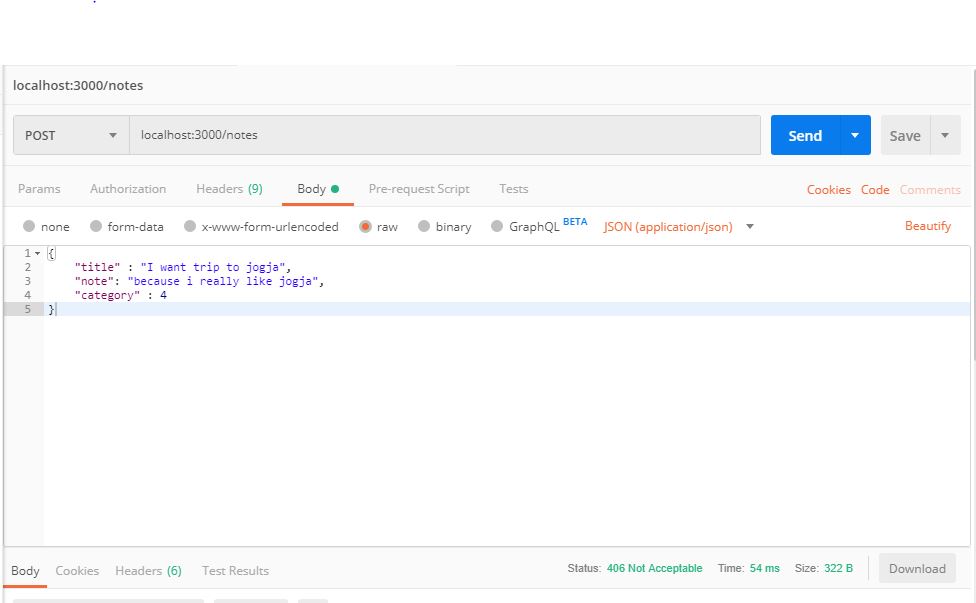 localhost:3000/notes
POST localhost:3000/notes Send Save
Params Authorization Headers (9) Body Pre-request Script Tests Cookies Code Comments
none form-data x-www-form-urlencoded raw binary GraphQL BETA JSON (application/json) Beautify
1 {
2 "title" : "I want trip to jogja",
3 "note": "because i really like jogja",
4 "category" : 4
5 }
Body Cookies Headers (6) Test Results Status: 406 Not Acceptable Time: 54 ms Size: 322 B Download